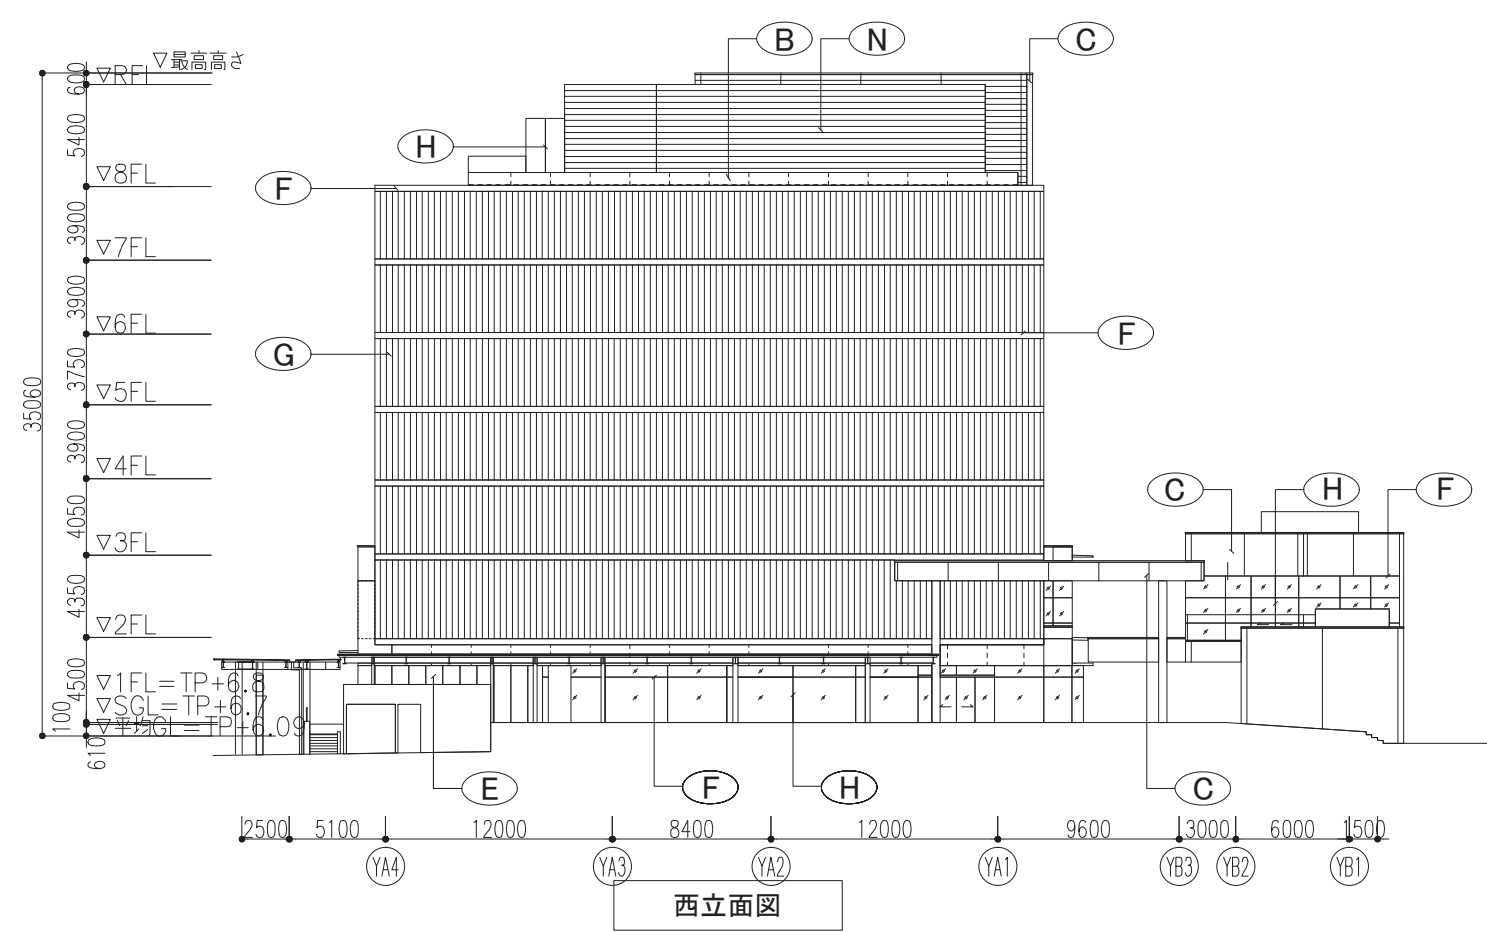 B
N
C
▽最高高さ
▽RFL
600
H
5400
▽8FL
F
3900
▽7FL
3900
▽6FL
F
G
3750
▽5FL
35060
3900
▽4FL
C
H
F
4050
▽3FL
4350
▽2FL
4500
▽1FL=TP+6.8
▽SGL=TP+6.7
100
▽平均GL=TP+6.09
610
E
F
H
C
2500
5100
12000
8400
12000
9600
3000
6000
1500
YA4
YA3
YA2
YA1
YB3
YB2
YB1
西立面図